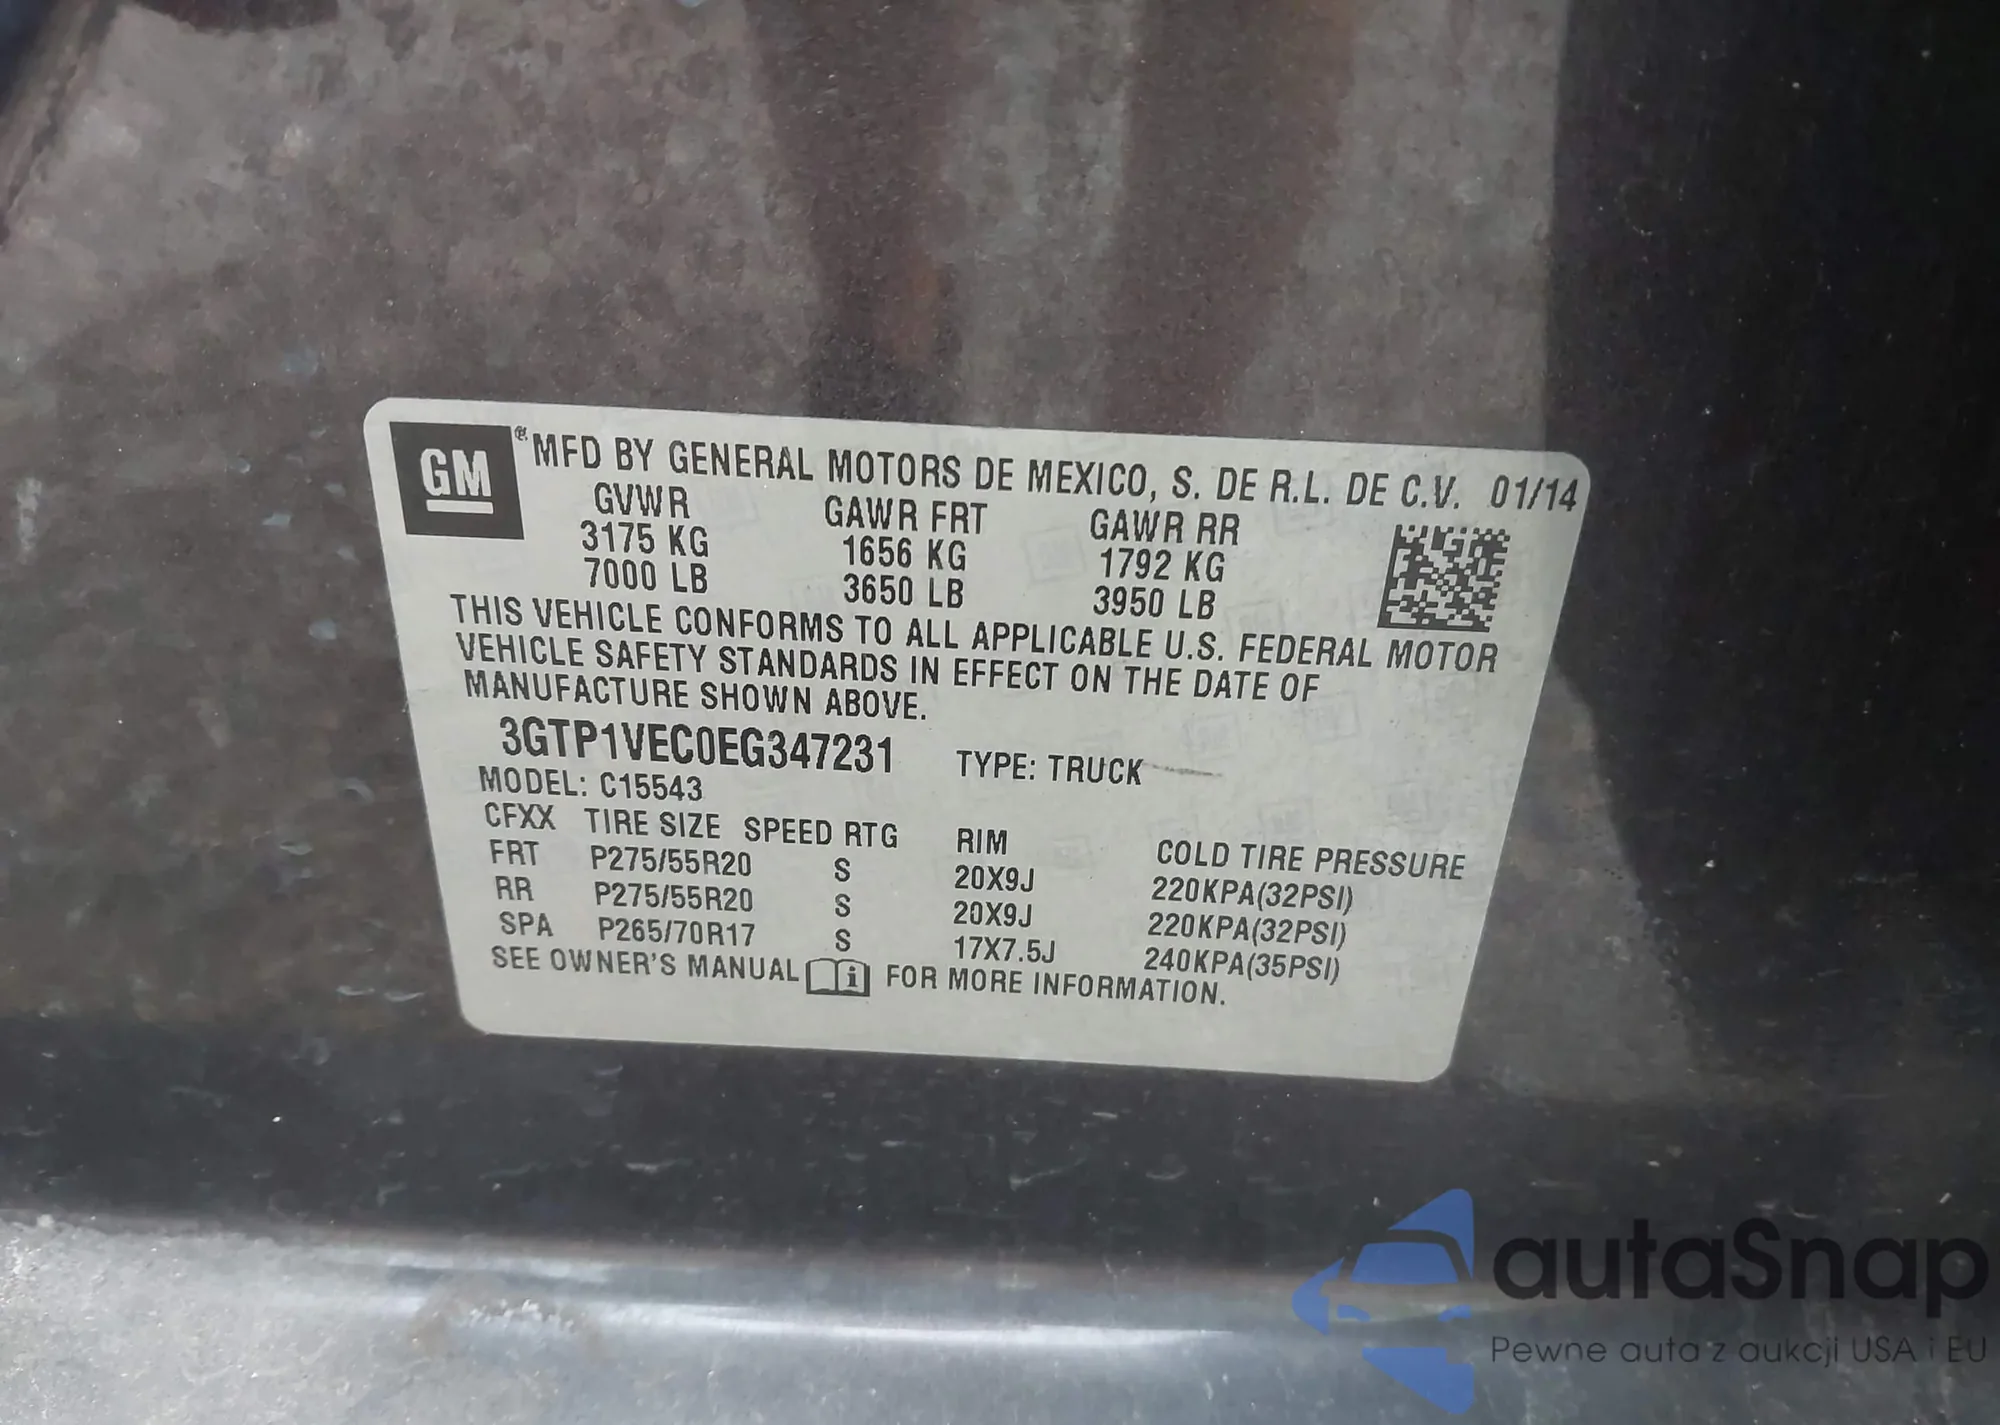 GM ® MFD BY GENERAL MOTORS DE MEXICO, S. DE R.L. DE C.V. 01/14
GVWR GAWR FRT GAWR RR
3175 KG 1656 KG 1792 KG
7000 LB 3650 LB 3950 LB
THIS VEHICLE CONFORMS TO ALL APPLICABLE U.S. FEDERAL MOTOR
VEHICLE SAFETY STANDARDS IN EFFECT ON THE DATE OF
MANUFACTURE SHOWN ABOVE.
3GTP1VEC0EG347231 TYPE: TRUCK
MODEL: C15543
CFXX TIRE SIZE SPEED RTG RIM COLD TIRE PRESSURE
FRT P275/55R20 S 20X9J 220KPA(32PSI)
RR P275/55R20 S 20X9J 220KPA(32PSI)
SPA P265/70R17 S 17X7.5J 240KPA(35PSI)
SEE OWNER'S MANUAL i FOR MORE INFORMATION.
autaSnap
Pewne auta z aukcji USA i EU